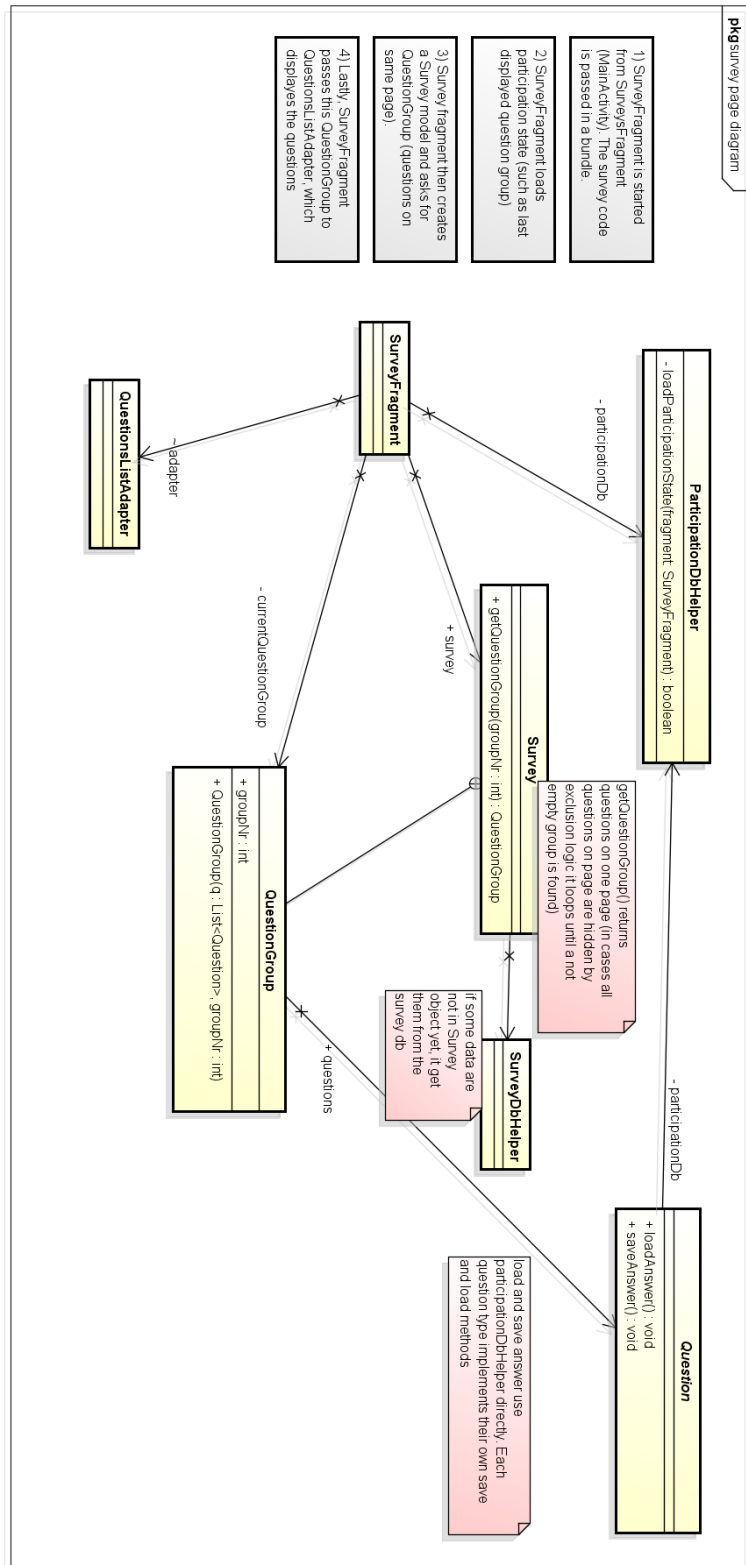 pkg survey page diagram
1) SurveyFragment is started
from SurveysFragment
(MainActivity). The survey code
is passed in a bundle.
2) SurveyFragment loads
participation state (such as last
displayed question group)
3) Survey fragment then creates
a Survey model and asks for
QuestionGroup (questions on
same page).
4) Lastly, SurveyFragment
passes this QuestionGroup to
QuestionsListAdapter, which
displayes the questions
ParticipationDbHelper
- loadParticipationState(fragment: SurveyFragment) : boolean
- participationDb
- participationDb
Question
+ loadAnswer() : void
+ saveAnswer() : void
getQuestionGroup() returns
questions on one page (in cases all
questions on page are hidden by
exclusion logic it loops until a not
empty group is found)
Survey
+ getQuestionGroup(groupNr : int) : QuestionGroup
+ survey
SurveyDbHelper
if some data are
not in Survey
object yet, it get
them from the
survey db
load and save answer use
participationDbHelper directly. Each
question type implements their own save
and load methods
SurveyFragment
+ questions
- currentQuestionGroup
QuestionGroup
+ groupNr : int
+ QuestionGroup(q : List<Question>, groupNr : int)
~ adapter
QuestionsListAdapter